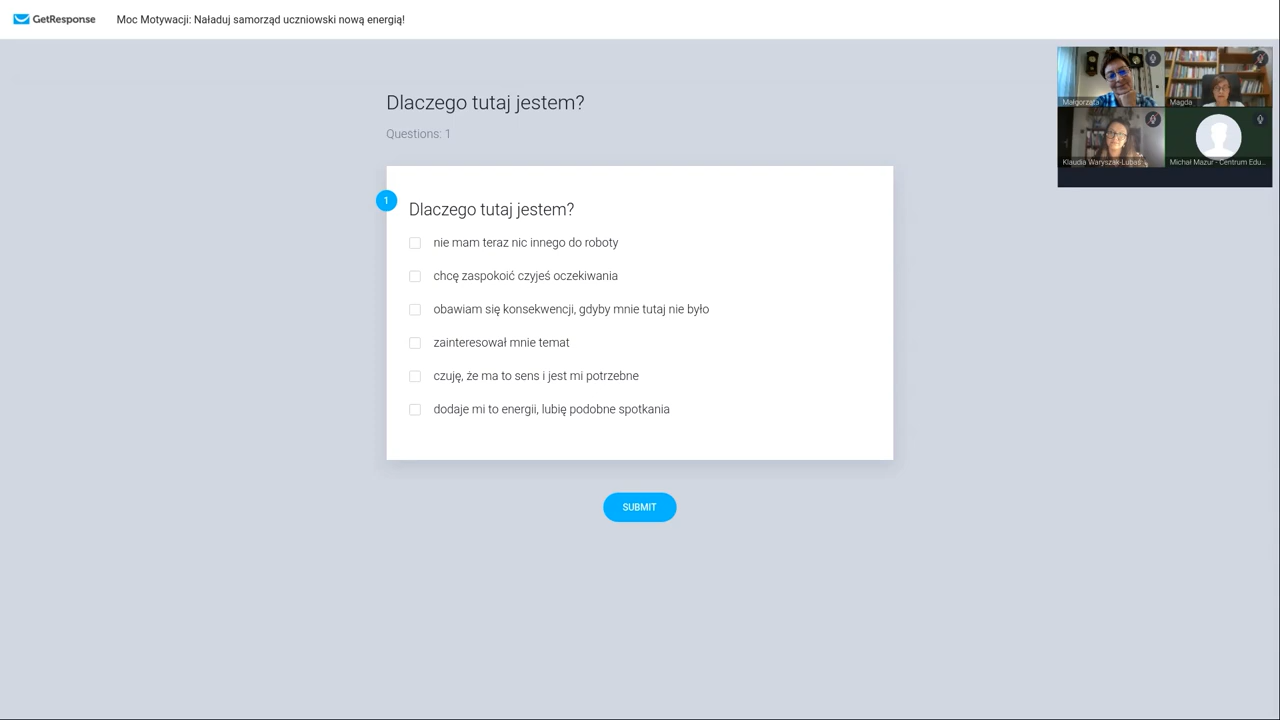 GetResponse
Moc Motywacji: Naładuj samorząd uczniowski nową energią!
Dlaczego tutaj jestem?
Questions: 1
1
Dlaczego tutaj jestem?
nie mam teraz nic innego do roboty
chcę zaspokoić czyjeś oczekiwania
obawiam się konsekwencji, gdyby mnie tutaj nie było
zainteresował mnie temat
czuję, że ma to sens i jest mi potrzebne
dodaje mi to energii, lubię podobne spotkania
SUBMIT
Małgorzata
Magda
Klaudia Waryszak-Lubaś
Michał Mazur - Centrum Edu...